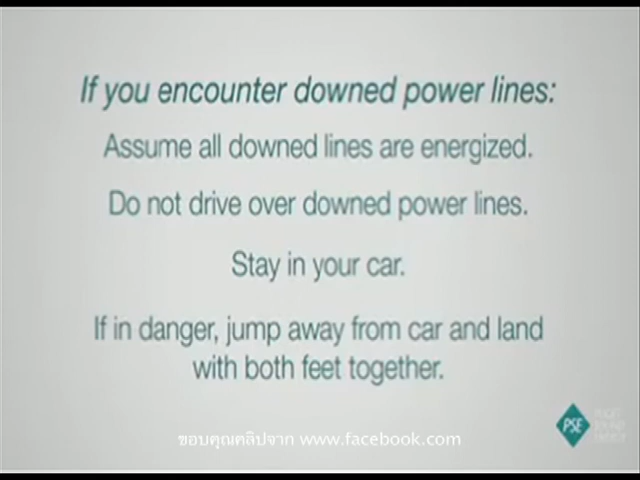 If you encounter downed power lines:
Assume all downed lines are energized.
Do not drive over downed power lines.
Stay in your car.
If in danger, jump away from car and land
with both feet together.
PSE
ขอบคุณคลิปจาก www.facebook.com